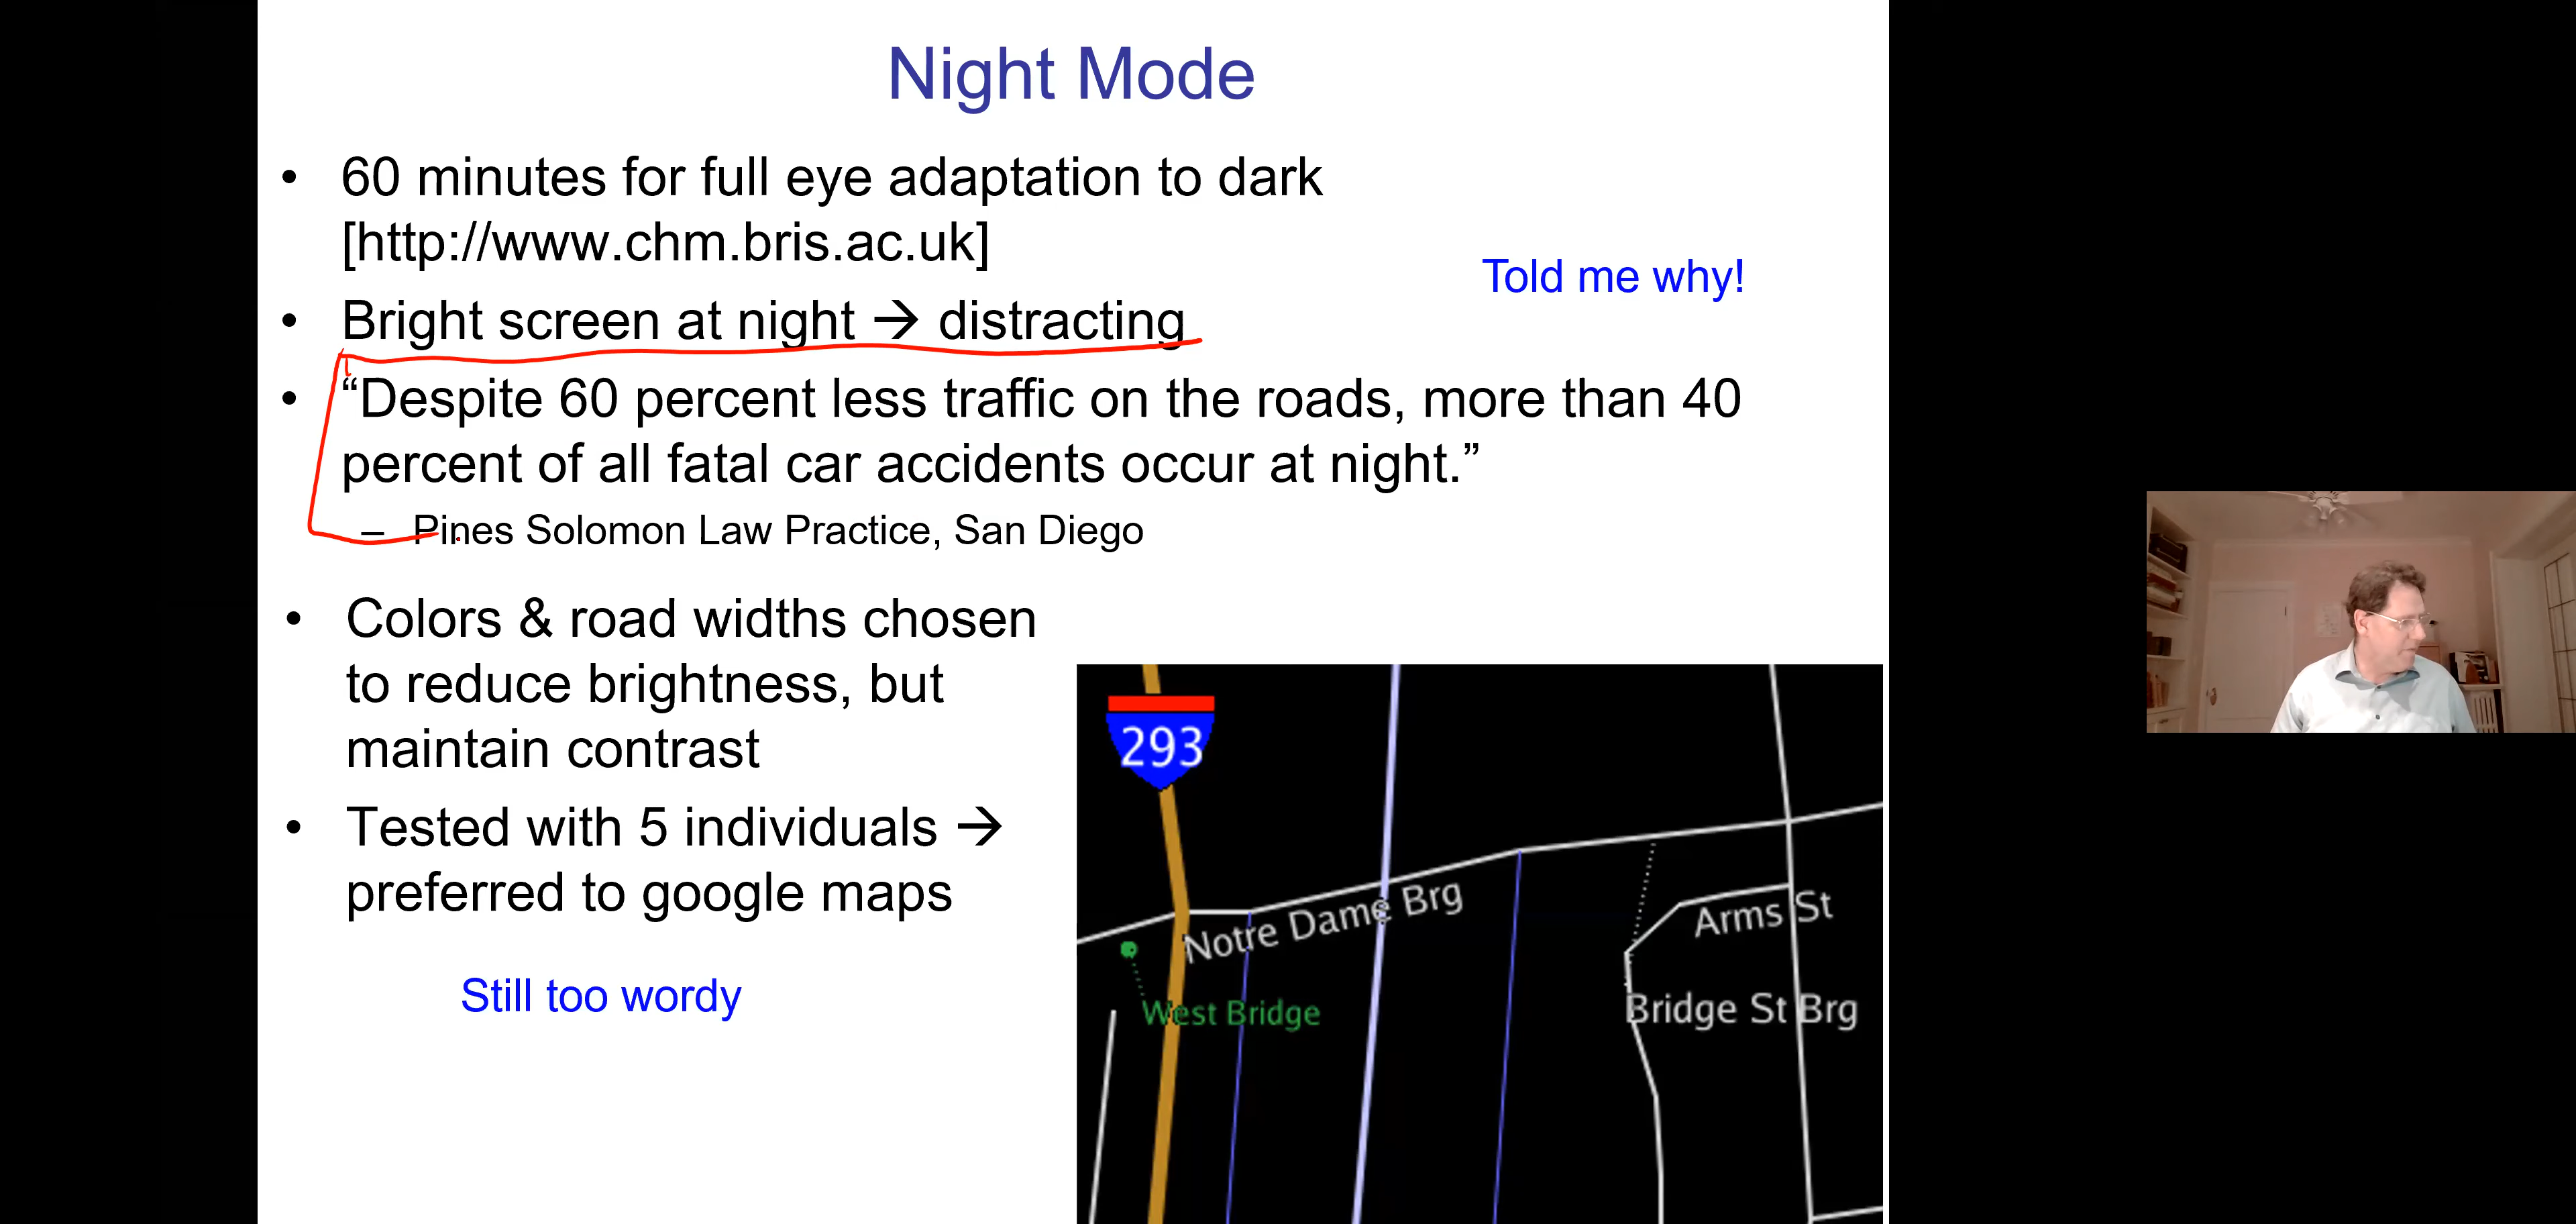 Night Mode
• 60 minutes for full eye adaptation to dark
[http://www.chm.bris.ac.uk]
Told me why!
• Bright screen at night → distracting
• “Despite 60 percent less traffic on the roads, more than 40
percent of all fatal car accidents occur at night.”
– Pines Solomon Law Practice, San Diego
• Colors & road widths chosen
to reduce brightness, but
maintain contrast
• Tested with 5 individuals →
preferred to google maps
Still too wordy
293
Notre Dame Brg
Arms St
West Bridge
Bridge St Brg